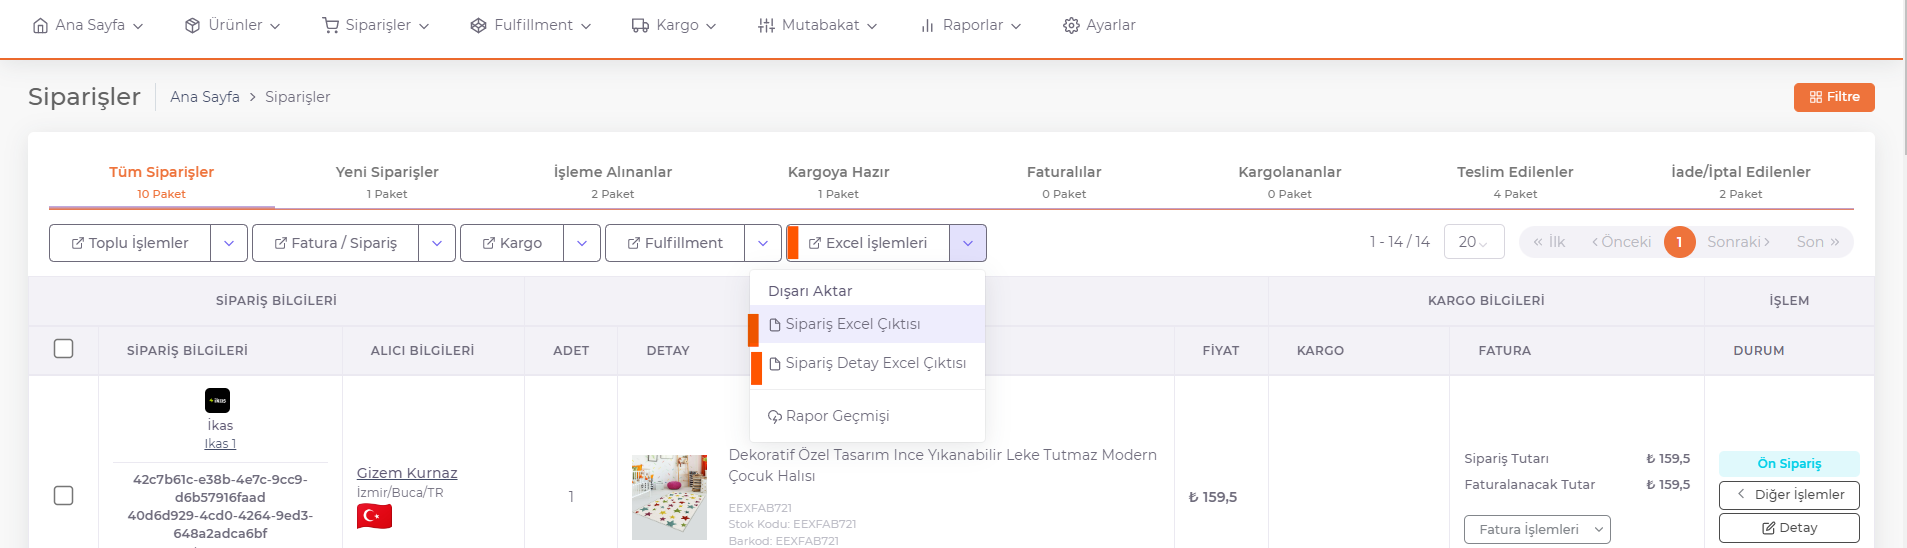 Ana Sayfa
Ürünler
Siparişler
Fulfillment
Kargo
Mutabakat
Raporlar
Ayarlar
Siparişler
Ana Sayfa > Siparişler
Filtre
Tüm Siparişler
10 Paket
Yeni Siparişler
1 Paket
İşleme Alınanlar
2 Paket
Kargoya Hazır
1 Paket
Faturalılar
0 Paket
Kargolananlar
0 Paket
Teslim Edilenler
4 Paket
İade/İptal Edilenler
2 Paket
Toplu İşlemler
Fatura / Sipariş
Kargo
Fulfillment
Excel İşlemleri
1 - 14 / 14
20
« İlk
‹ Önceki
1
Sonraki ›
Son »
Dışarı Aktar
Sipariş Excel Çıktısı
Sipariş Detay Excel Çıktısı
Rapor Geçmişi
SİPARİŞ BİLGİLERİ
KARGO BİLGİLERİ
İŞLEM
SİPARİŞ BİLGİLERİ
ALICI BİLGİLERİ
ADET
DETAY
FİYAT
KARGO
FATURA
DURUM
ikas
İkas
Ikas 1
42c7b61c-e38b-4e7c-9cc9-
d6b57916faad
40d6d929-4cd0-4264-9ed3-
648a2adca6bf
Gizem Kurnaz
İzmir/Buca/TR
1
Dekoratif Özel Tasarım Ince Yıkanabilir Leke Tutmaz Modern
Çocuk Halısı
EEXFAB721
Stok Kodu: EEXFAB721
Barkod: EEXFAB721
₺ 159,5
Sipariş Tutarı ₺ 159,5
Faturalanacak Tutar ₺ 159,5
Fatura İşlemleri
Ön Sipariş
Diğer İşlemler
Detay